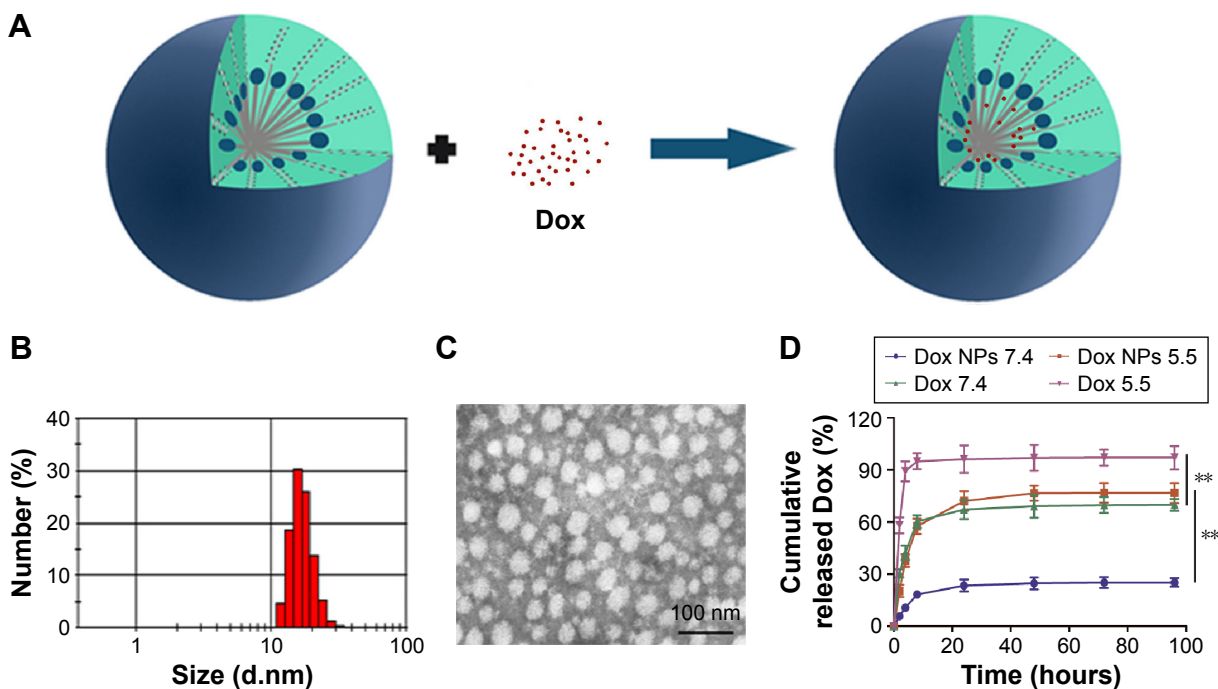 A
Dox
B
40
30
20
10
0
Number (%)
1 10 100
Size (d.nm)
C
100 nm
D
Dox NPs 7.4 Dox NPs 5.5
Dox 7.4 Dox 5.5
120
90
60
30
0
Cumulative
released Dox (%)
**
**
0 20 40 60 80 100
Time (hours)